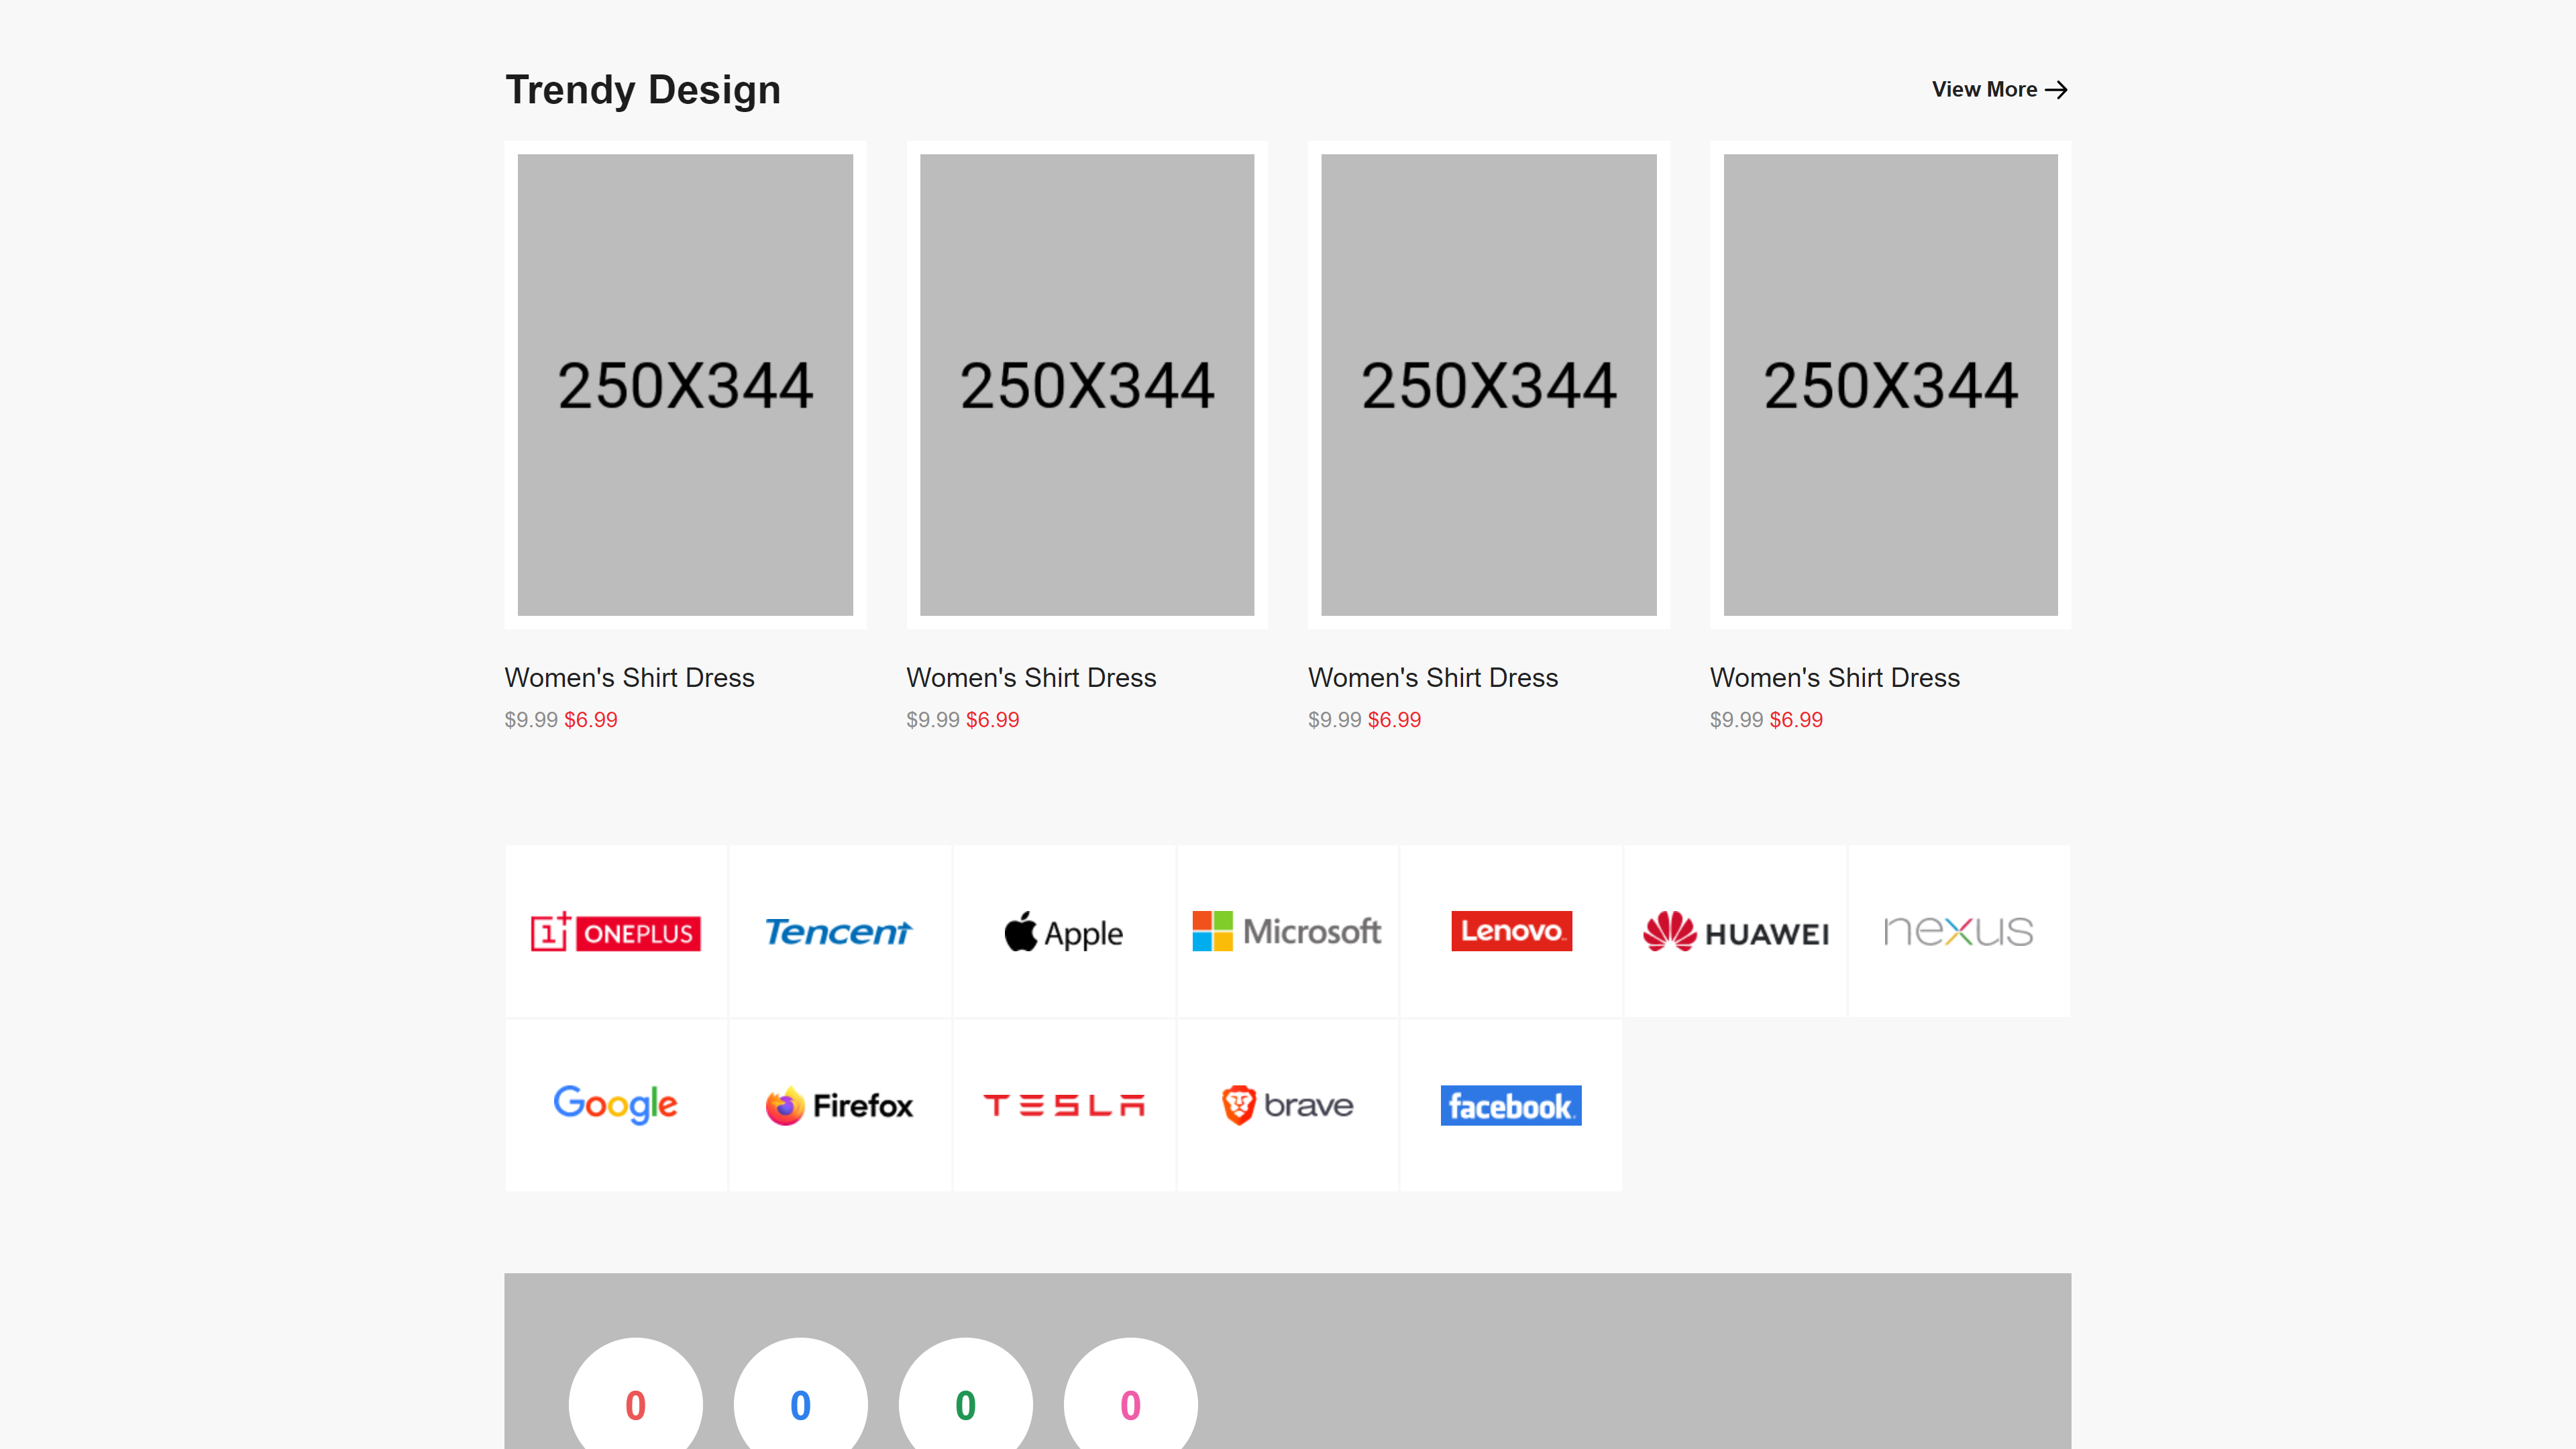 Trendy Design
View More
250X344 250X344 250X344 250X344
Women's Shirt Dress Women's Shirt Dress Women's Shirt Dress Women's Shirt Dress
$9.99 $6.99 $9.99 $6.99 $9.99 $6.99 $9.99 $6.99
1+ ONEPLUS Tencent Apple Microsoft Lenovo HUAWEI nexus
Google Firefox TESLA brave facebook
0 0 0 0